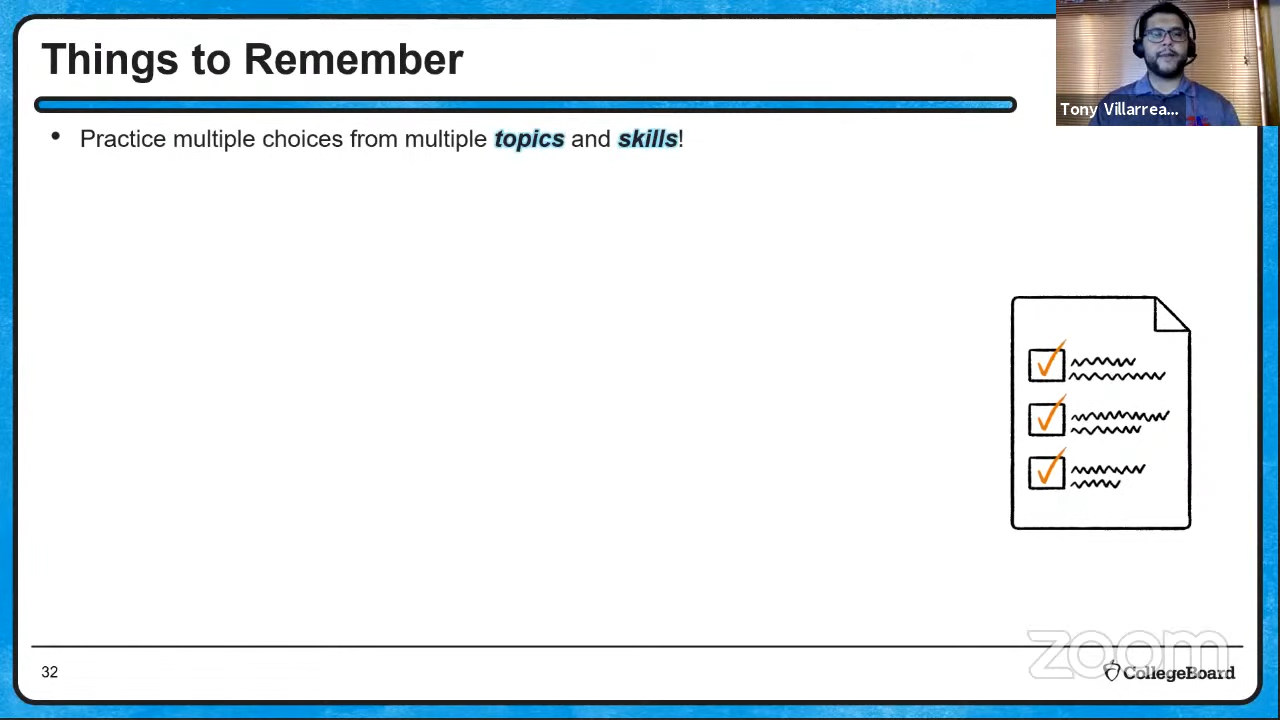 Things to Remember
Tony Villarrea...
• Practice multiple choices from multiple topics and skills!
32
zoom
CollegeBoard